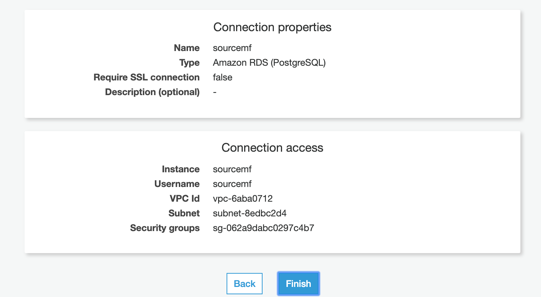 Connection properties
Name sourcemf
Type Amazon RDS (PostgreSQL)
Require SSL connection false
Description (optional) -
Connection access
Instance sourcemf
Username sourcemf
VPC Id vpc-6aba0712
Subnet subnet-8edbc2d4
Security groups sg-062a9dabc0297c4b7
Back Finish